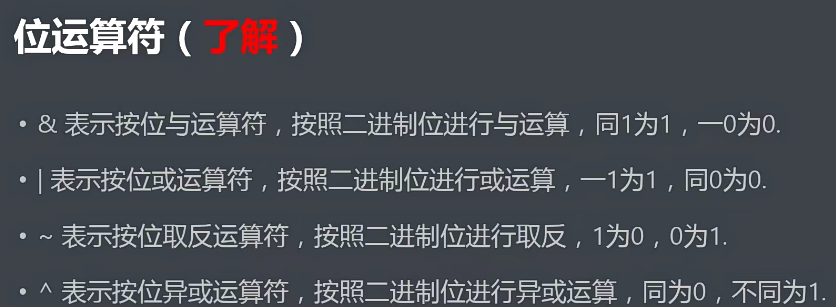 位运算符（了解）
• & 表示按位与运算符，按照二进制位进行与运算，同1为1，一0为0.
• | 表示按位或运算符，按照二进制位进行或运算，一1为1，同0为0.
• ~ 表示按位取反运算符，按照二进制位进行取反，1为0，0为1.
• ^ 表示按位异或运算符，按照二进制位进行异或运算，同为0，不同为1.